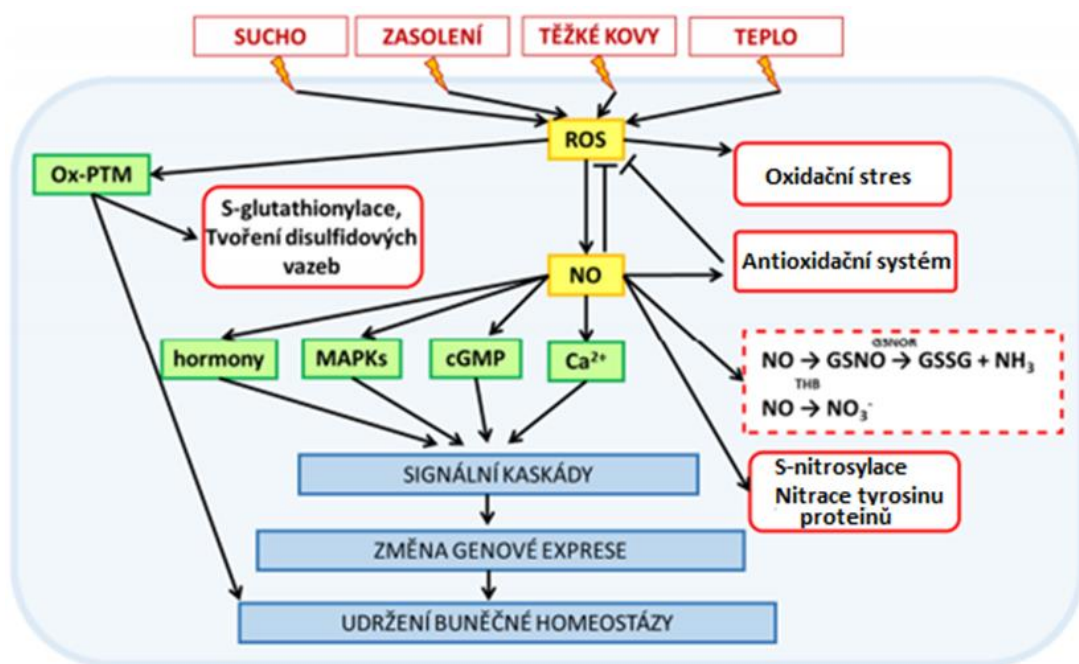 SUCHO
ZASOLENÍ
TĚŽKÉ KOVY
TEPLO
ROS
Ox-PTM
Oxidační stres
S-glutathionylace,
Tvoření disulfidových
vazeb
Antioxidační systém
NO
hormony
MAPKs
cGMP
Ca²⁺
GSNOR
NO → GSNO → GSSG + NH₃
THB
NO → NO₃⁻
SIGNÁLNÍ KASKÁDY
S-nitrosylace
Nitrace tyrosinu
proteinů
ZMĚNA GENOVÉ EXPRESE
UDRŽENÍ BUNĚČNÉ HOMEOSTÁZY